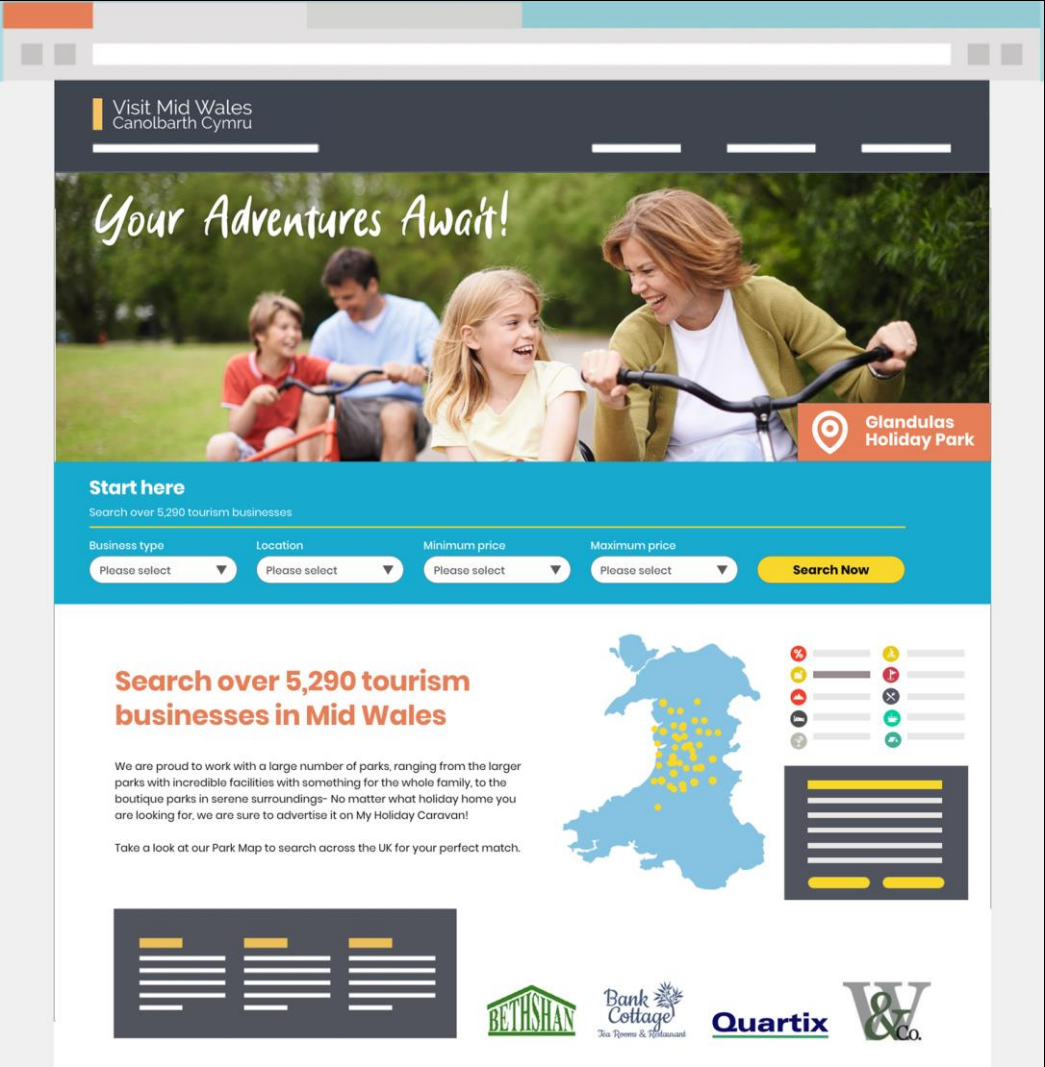 Visit Mid Wales
Canolbarth Cymru
Your Adventures Await!
Glandulas
Holiday Park
Start here
Search over 5,290 tourism businesses
Business type
Location
Minimum price
Maximum price
Please select
Please select
Please select
Please select
Search Now
Search over 5,290 tourism
businesses in Mid Wales
We are proud to work with a large number of parks, ranging from the larger
parks with incredible facilities with something for the whole family, to the
boutique parks in serene surroundings- No matter what holiday home you
are looking for, we are sure to advertise it on My Holiday Caravan!
Take a look at our Park Map to search across the UK for your perfect match.
BETHSHAN
Bank
Cottage
Tea Rooms & Restaurant
Quartix
W
&Co.